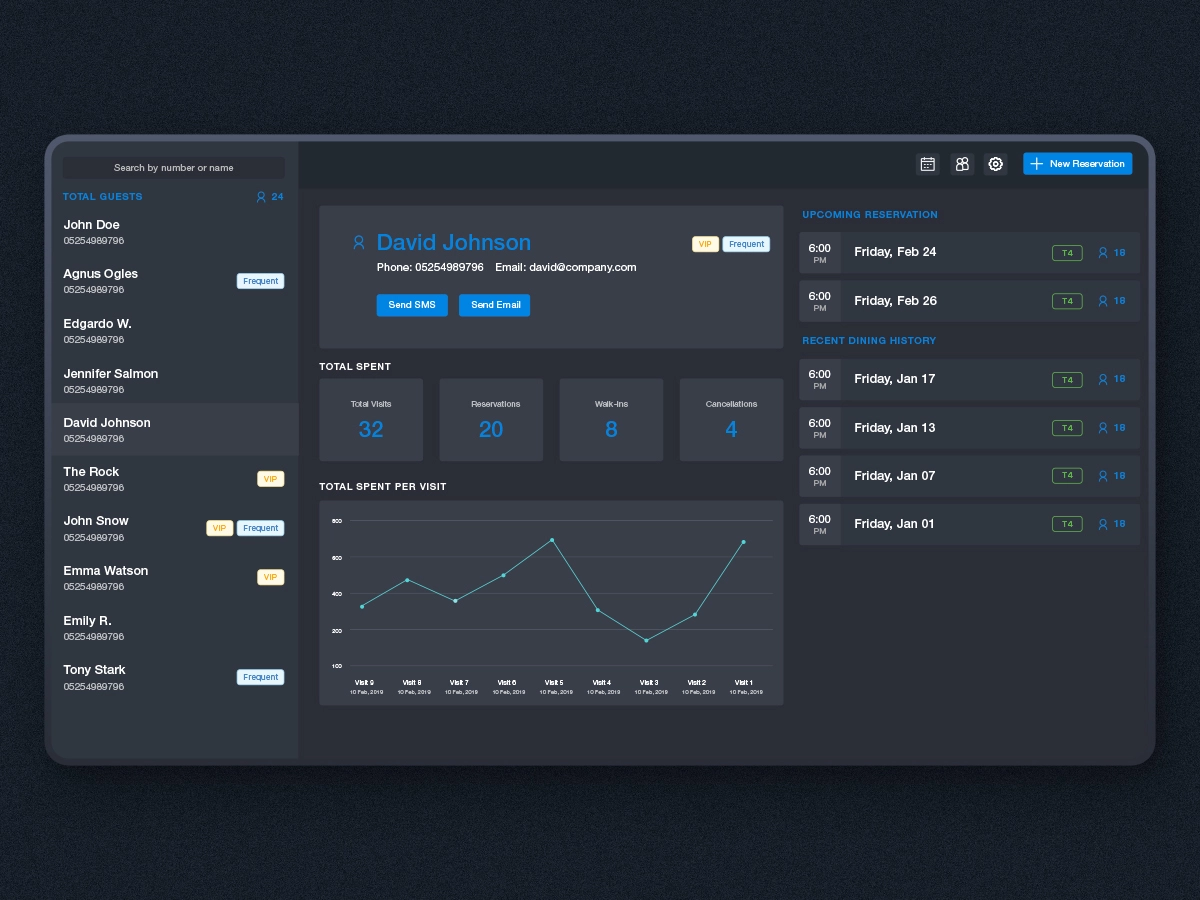 Search by number or name
TOTAL GUESTS 24
John Doe
05254989796
Agnus Ogles
05254989796
Frequent
Edgardo W.
05254989796
Jennifer Salmon
05254989796
David Johnson
05254989796
The Rock
05254989796
VIP
John Snow
05254989796
VIP Frequent
Emma Watson
05254989796
VIP
Emily R.
05254989796
Tony Stark
05254989796
Frequent
New Reservation
David Johnson
VIP Frequent
Phone: 05254989796 Email: david@company.com
Send SMS Send Email
TOTAL SPENT
Total Visits
32
Reservations
20
Walk-Ins
8
Cancellations
4
TOTAL SPENT PER VISIT
800
600
400
200
100
Visit 9 Visit 8 Visit 7 Visit 6 Visit 5 Visit 4 Visit 3 Visit 2 Visit 1
10 Feb, 2019 10 Feb, 2019 10 Feb, 2019 10 Feb, 2019 10 Feb, 2019 10 Feb, 2019 10 Feb, 2019 10 Feb, 2019 10 Feb, 2019
UPCOMING RESERVATION
6:00 PM Friday, Feb 24 T4 18
6:00 PM Friday, Feb 26 T4 18
RECENT DINING HISTORY
6:00 PM Friday, Jan 17 T4 18
6:00 PM Friday, Jan 13 T4 18
6:00 PM Friday, Jan 07 T4 18
6:00 PM Friday, Jan 01 T4 18